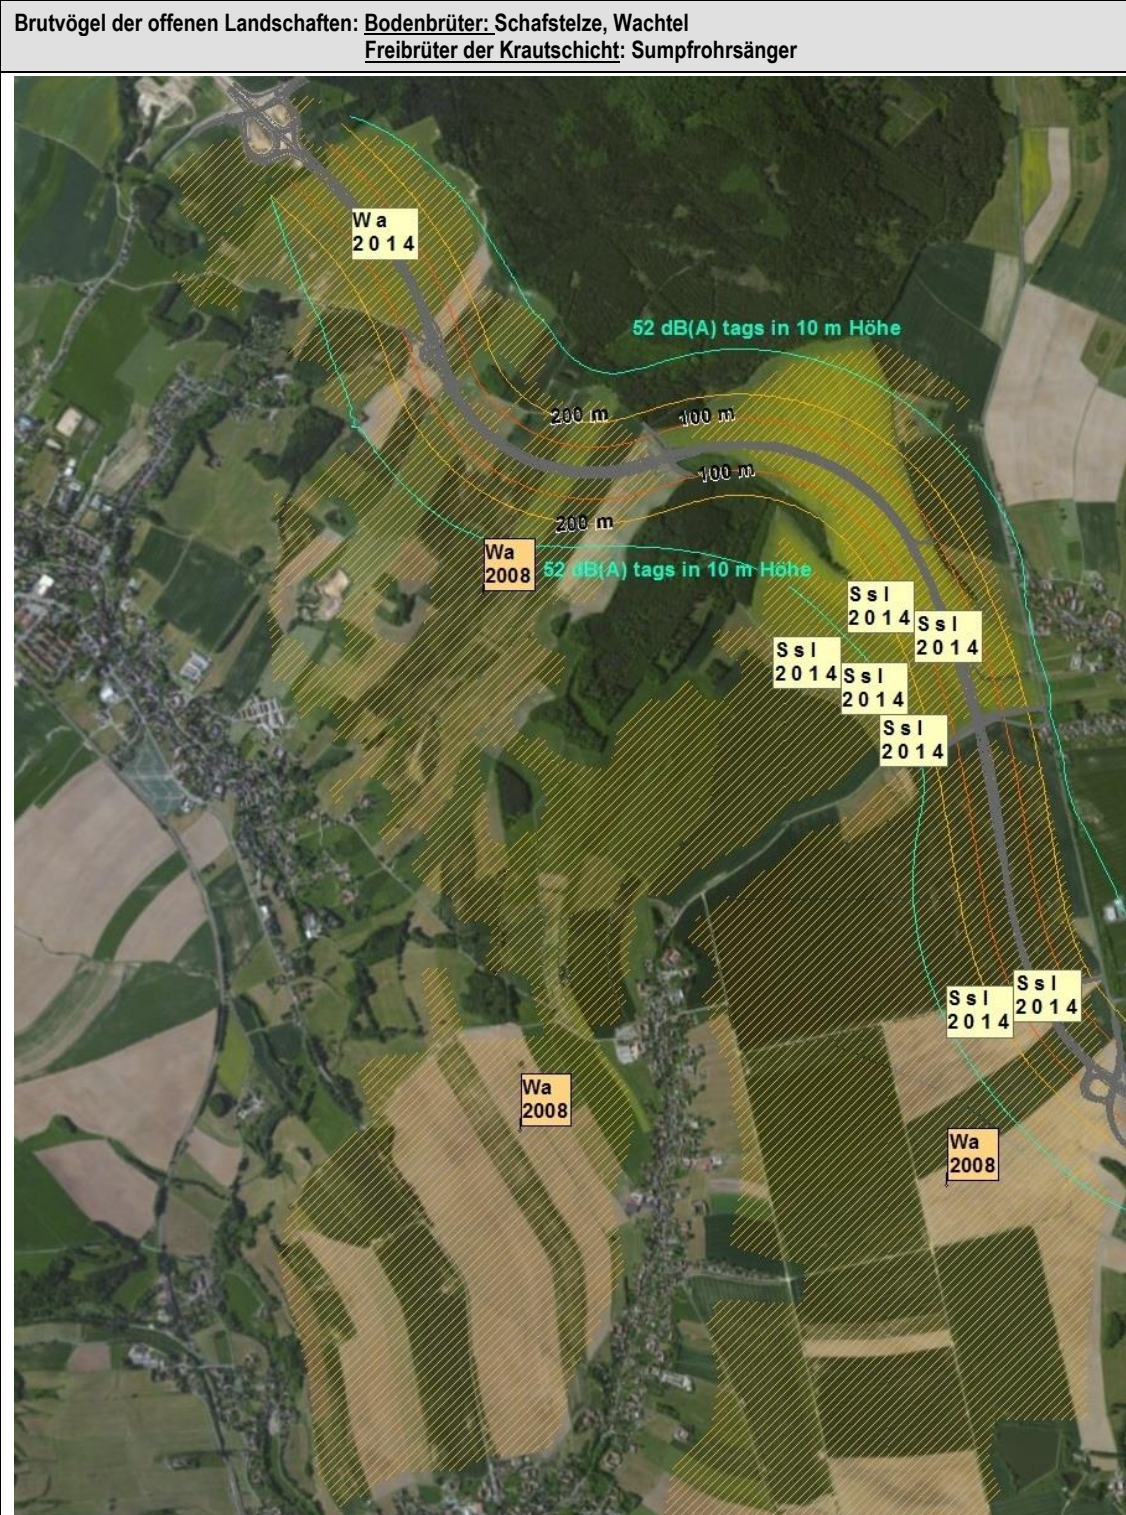 Brutvögel der offenen Landschaften: Bodenbrüter: Schafstelze, Wachtel
Freibrüter der Krautschicht: Sumpfrohrsänger
Wa
2014
52 dB(A) tags in 10 m Höhe
200 m
100 m
100 m
200 m
Wa
2008
52 dB(A) tags in 10 m Höhe
Ssl
2014
Ssl
2014
Ssl
2014
Ssl
2014
Ssl
2014
Ssl
2014
Ssl
2014
Wa
2008
Wa
2008